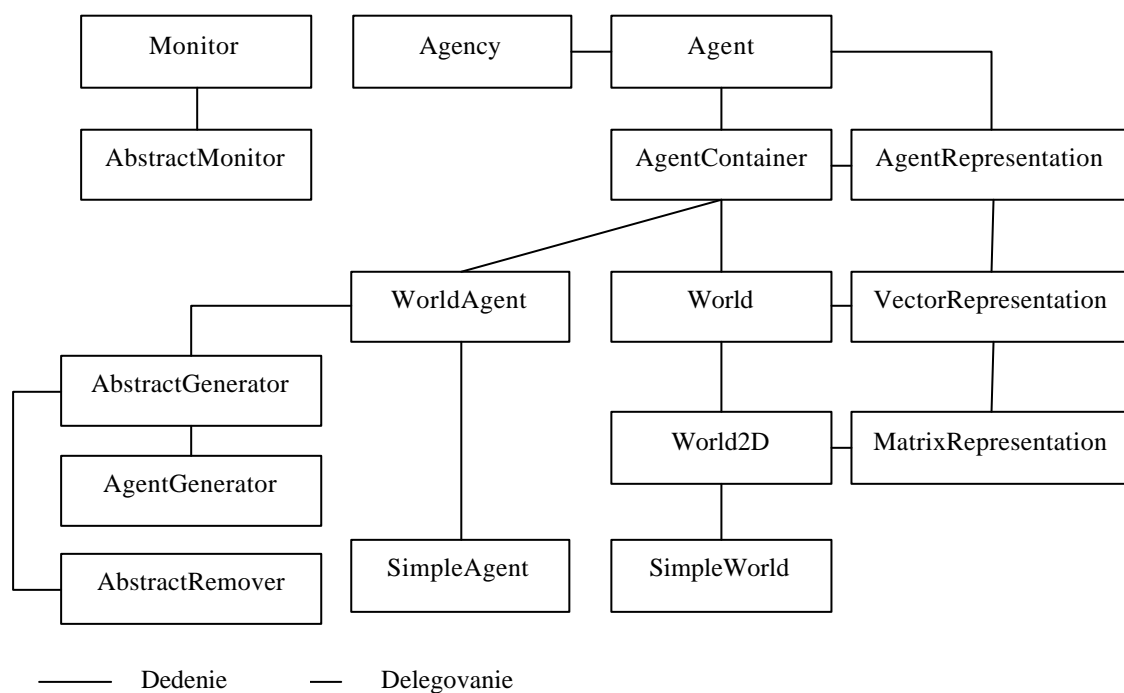 Monitor
Agency
Agent
AbstractMonitor
AgentContainer
AgentRepresentation
WorldAgent
World
VectorRepresentation
AbstractGenerator
World2D
MatrixRepresentation
AgentGenerator
AbstractRemover
SimpleAgent
SimpleWorld
Dedenie
Delegovanie